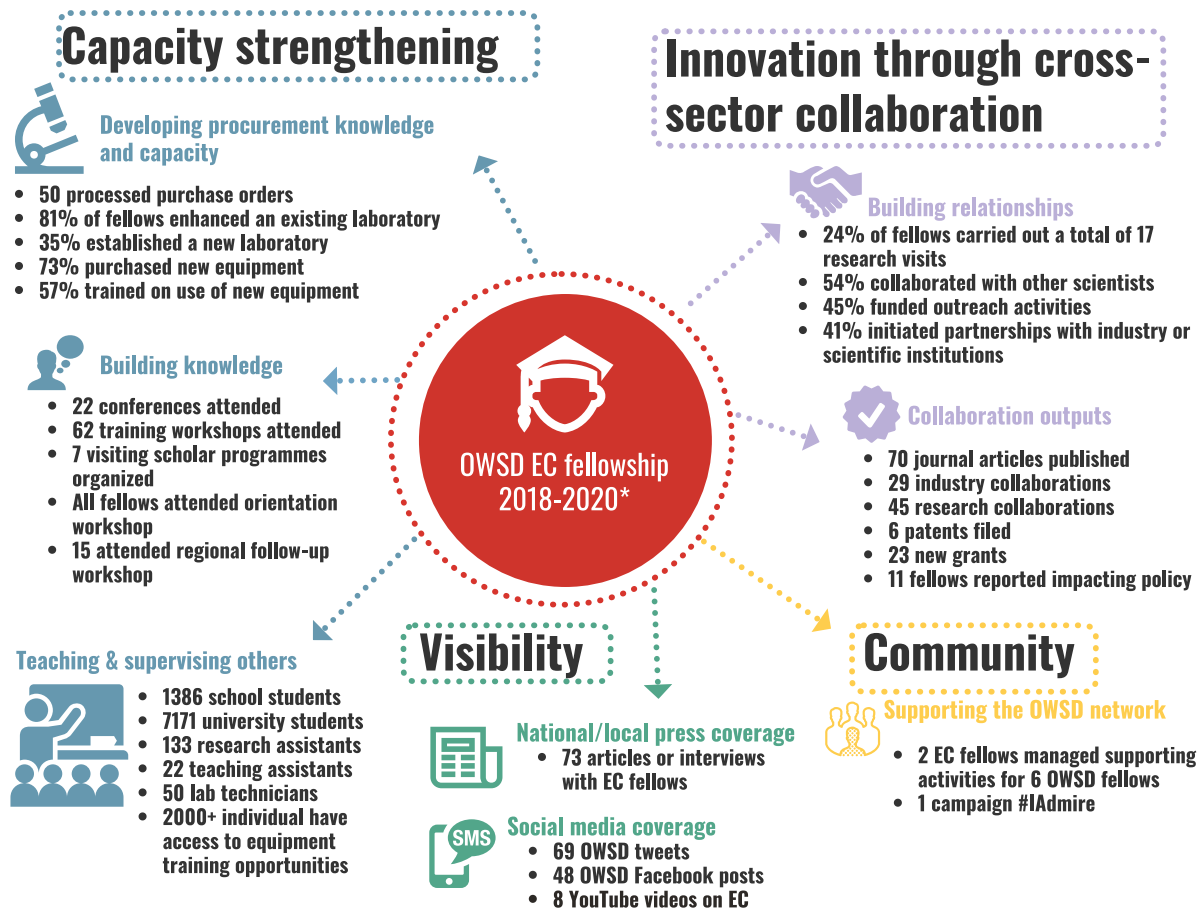 Capacity strengthening
Developing procurement knowledge
and capacity
• 50 processed purchase orders
• 81% of fellows enhanced an existing laboratory
• 35% established a new laboratory
• 73% purchased new equipment
• 57% trained on use of new equipment
Building knowledge
• 22 conferences attended
• 62 training workshops attended
• 7 visiting scholar programmes
organized
• All fellows attended orientation
workshop
• 15 attended regional follow-up
workshop
Teaching & supervising others
• 1386 school students
• 7171 university students
• 133 research assistants
• 22 teaching assistants
• 50 lab technicians
• 2000+ individual have
access to equipment
training opportunities
OWSD EC fellowship
2018-2020*
Innovation through cross-
sector collaboration
Building relationships
• 24% of fellows carried out a total of 17
research visits
• 54% collaborated with other scientists
• 45% funded outreach activities
• 41% initiated partnerships with industry or
scientific institutions
Collaboration outputs
• 70 journal articles published
• 29 industry collaborations
• 45 research collaborations
• 6 patents filed
• 23 new grants
• 11 fellows reported impacting policy
Visibility
National/local press coverage
• 73 articles or interviews
with EC fellows
SMS
Social media coverage
• 69 OWSD tweets
• 48 OWSD Facebook posts
• 8 YouTube videos on EC
Community
Supporting the OWSD network
• 2 EC fellows managed supporting
activities for 6 OWSD fellows
• 1 campaign #IAdmire